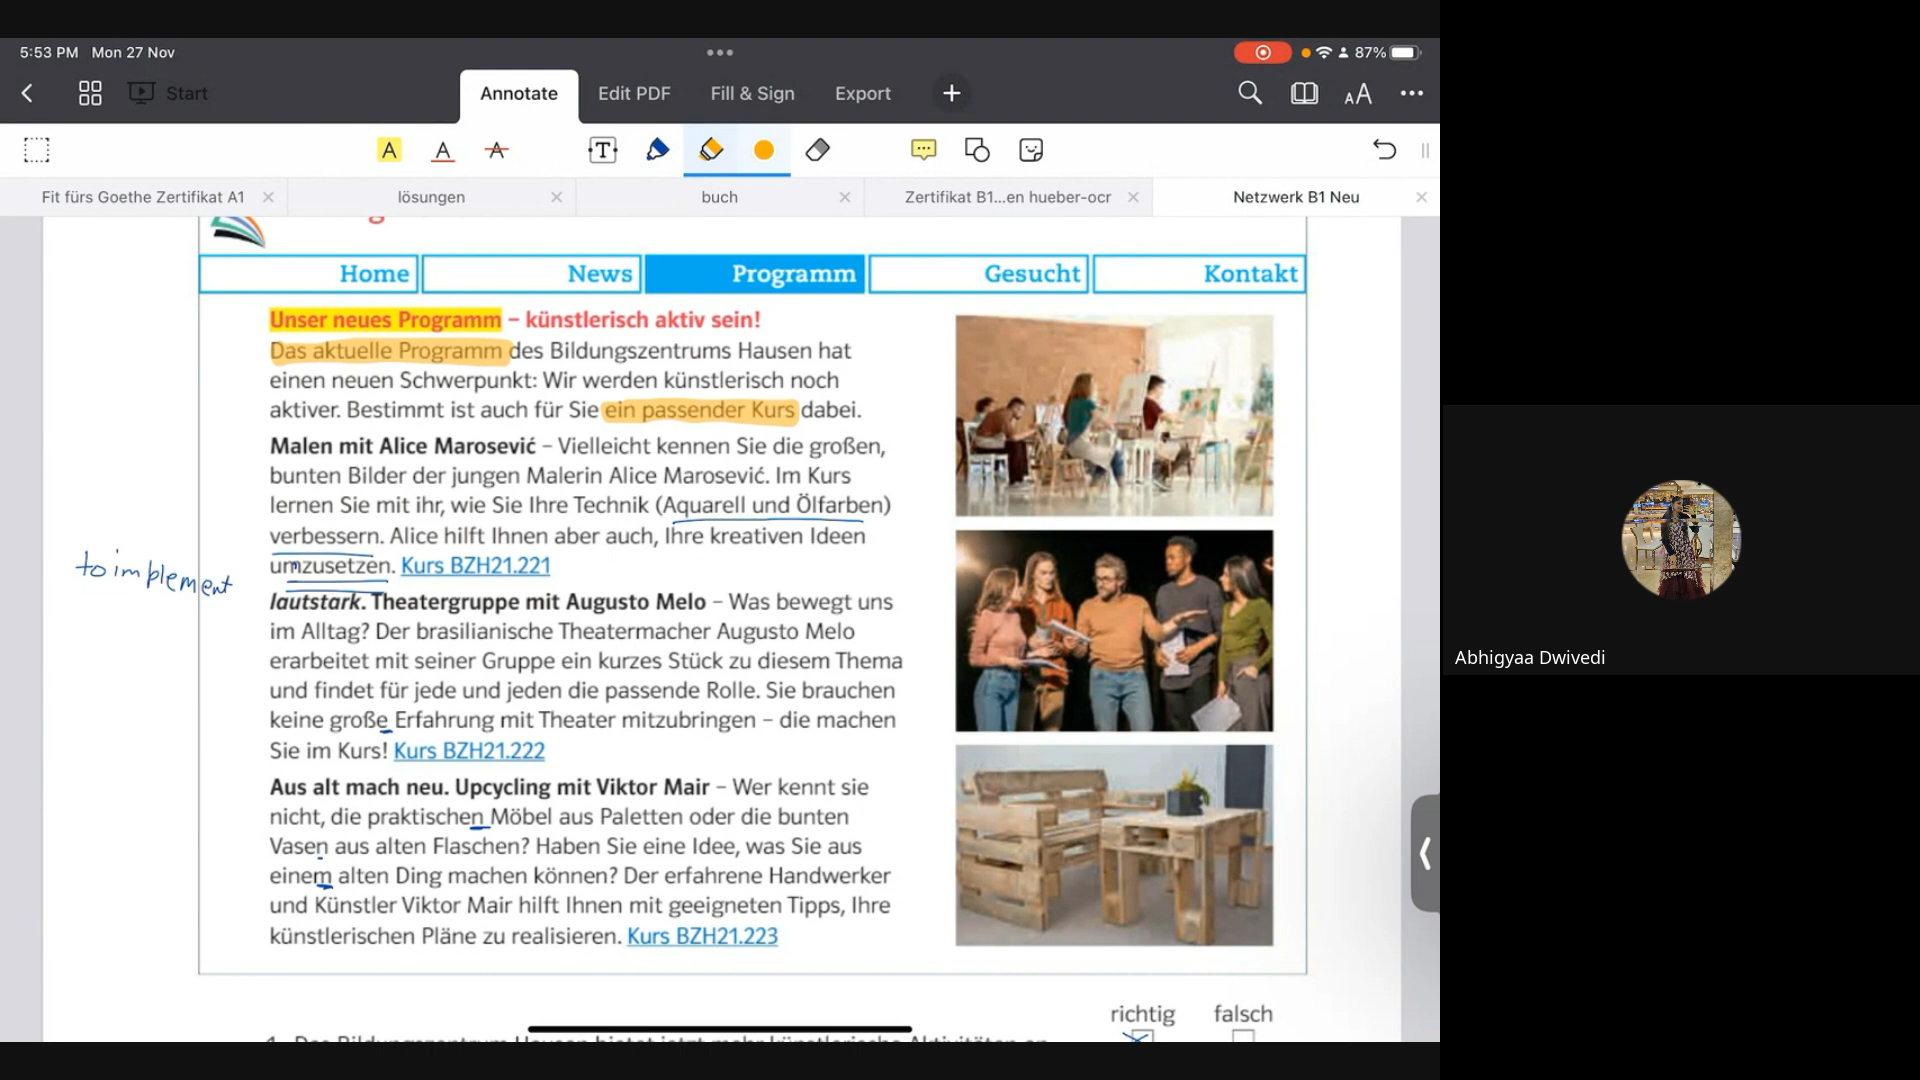 5:53 PM Mon 27 Nov
87%
Start
Annotate
Edit PDF
Fill & Sign
Export
AA
A A A T
Fit fürs Goethe Zertifikat A1
lösungen
buch
Zertifikat B1...en hueber-ocr
Netzwerk B1 Neu
Home News Programm Gesucht Kontakt
Unser neues Programm – künstlerisch aktiv sein!
Das aktuelle Programm des Bildungszentrums Hausen hat
einen neuen Schwerpunkt: Wir werden künstlerisch noch
aktiver. Bestimmt ist auch für Sie ein passender Kurs dabei.
Malen mit Alice Marosević – Vielleicht kennen Sie die großen,
bunten Bilder der jungen Malerin Alice Marosević. Im Kurs
lernen Sie mit ihr, wie Sie Ihre Technik (Aquarell und Ölfarben)
verbessern. Alice hilft Ihnen aber auch, Ihre kreativen Ideen
umzusetzen. Kurs BZH21.221
to implement
lautstark. Theatergruppe mit Augusto Melo – Was bewegt uns
im Alltag? Der brasilianische Theatermacher Augusto Melo
erarbeitet mit seiner Gruppe ein kurzes Stück zu diesem Thema
und findet für jede und jeden die passende Rolle. Sie brauchen
keine große Erfahrung mit Theater mitzubringen – die machen
Sie im Kurs! Kurs BZH21.222
Aus alt mach neu. Upcycling mit Viktor Mair – Wer kennt sie
nicht, die praktischen Möbel aus Paletten oder die bunten
Vasen aus alten Flaschen? Haben Sie eine Idee, was Sie aus
einem alten Ding machen können? Der erfahrene Handwerker
und Künstler Viktor Mair hilft Ihnen mit geeigneten Tipps, Ihre
künstlerischen Pläne zu realisieren. Kurs BZH21.223
richtig falsch
1. Das Bildungszentrum Hausen bietet jetzt mehr künstlerische Aktivitäten an
Abhigyaa Dwivedi